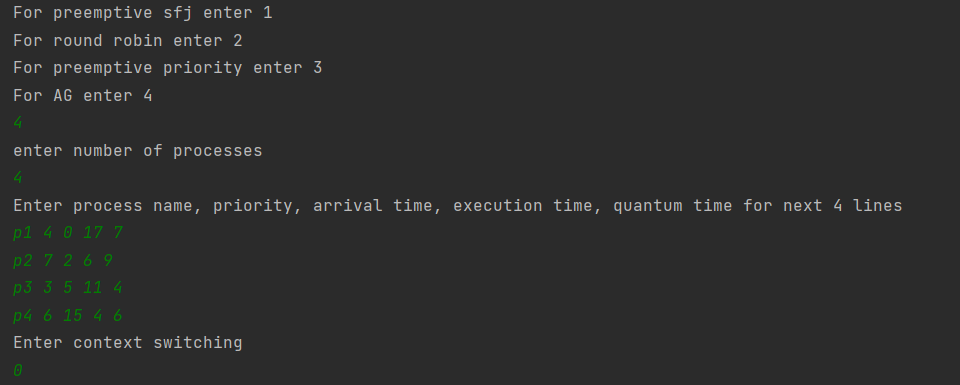 For preemptive sfj enter 1
For round robin enter 2
For preemptive priority enter 3
For AG enter 4
4
enter number of processes
4
Enter process name, priority, arrival time, execution time, quantum time for next 4 lines
p1 4 0 17 7
p2 7 2 6 9
p3 3 5 11 4
p4 6 15 4 6
Enter context switching
0